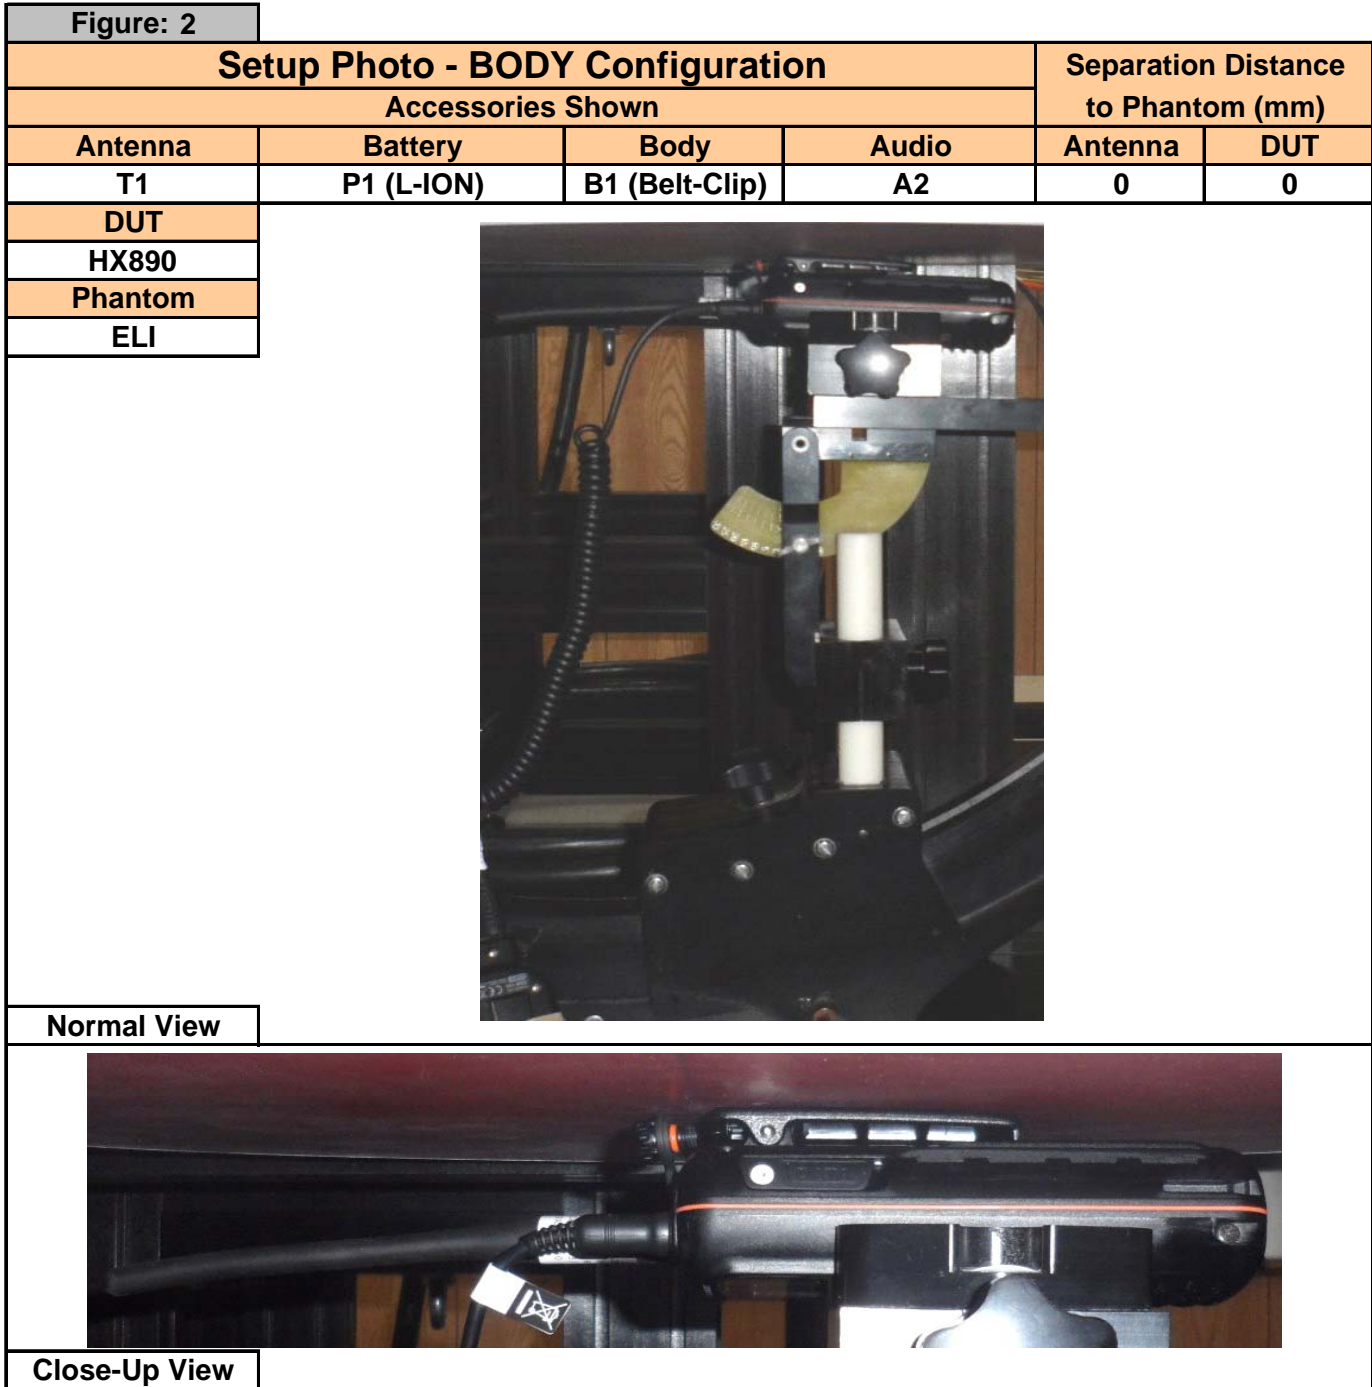 Figure: 2
Setup Photo - BODY Configuration
Separation Distance
to Phantom (mm)
Accessories Shown
Antenna Battery Body Audio Antenna DUT
T1 P1 (L-ION) B1 (Belt-Clip) A2 0 0
DUT
HX890
Phantom
ELI
Normal View
Close-Up View